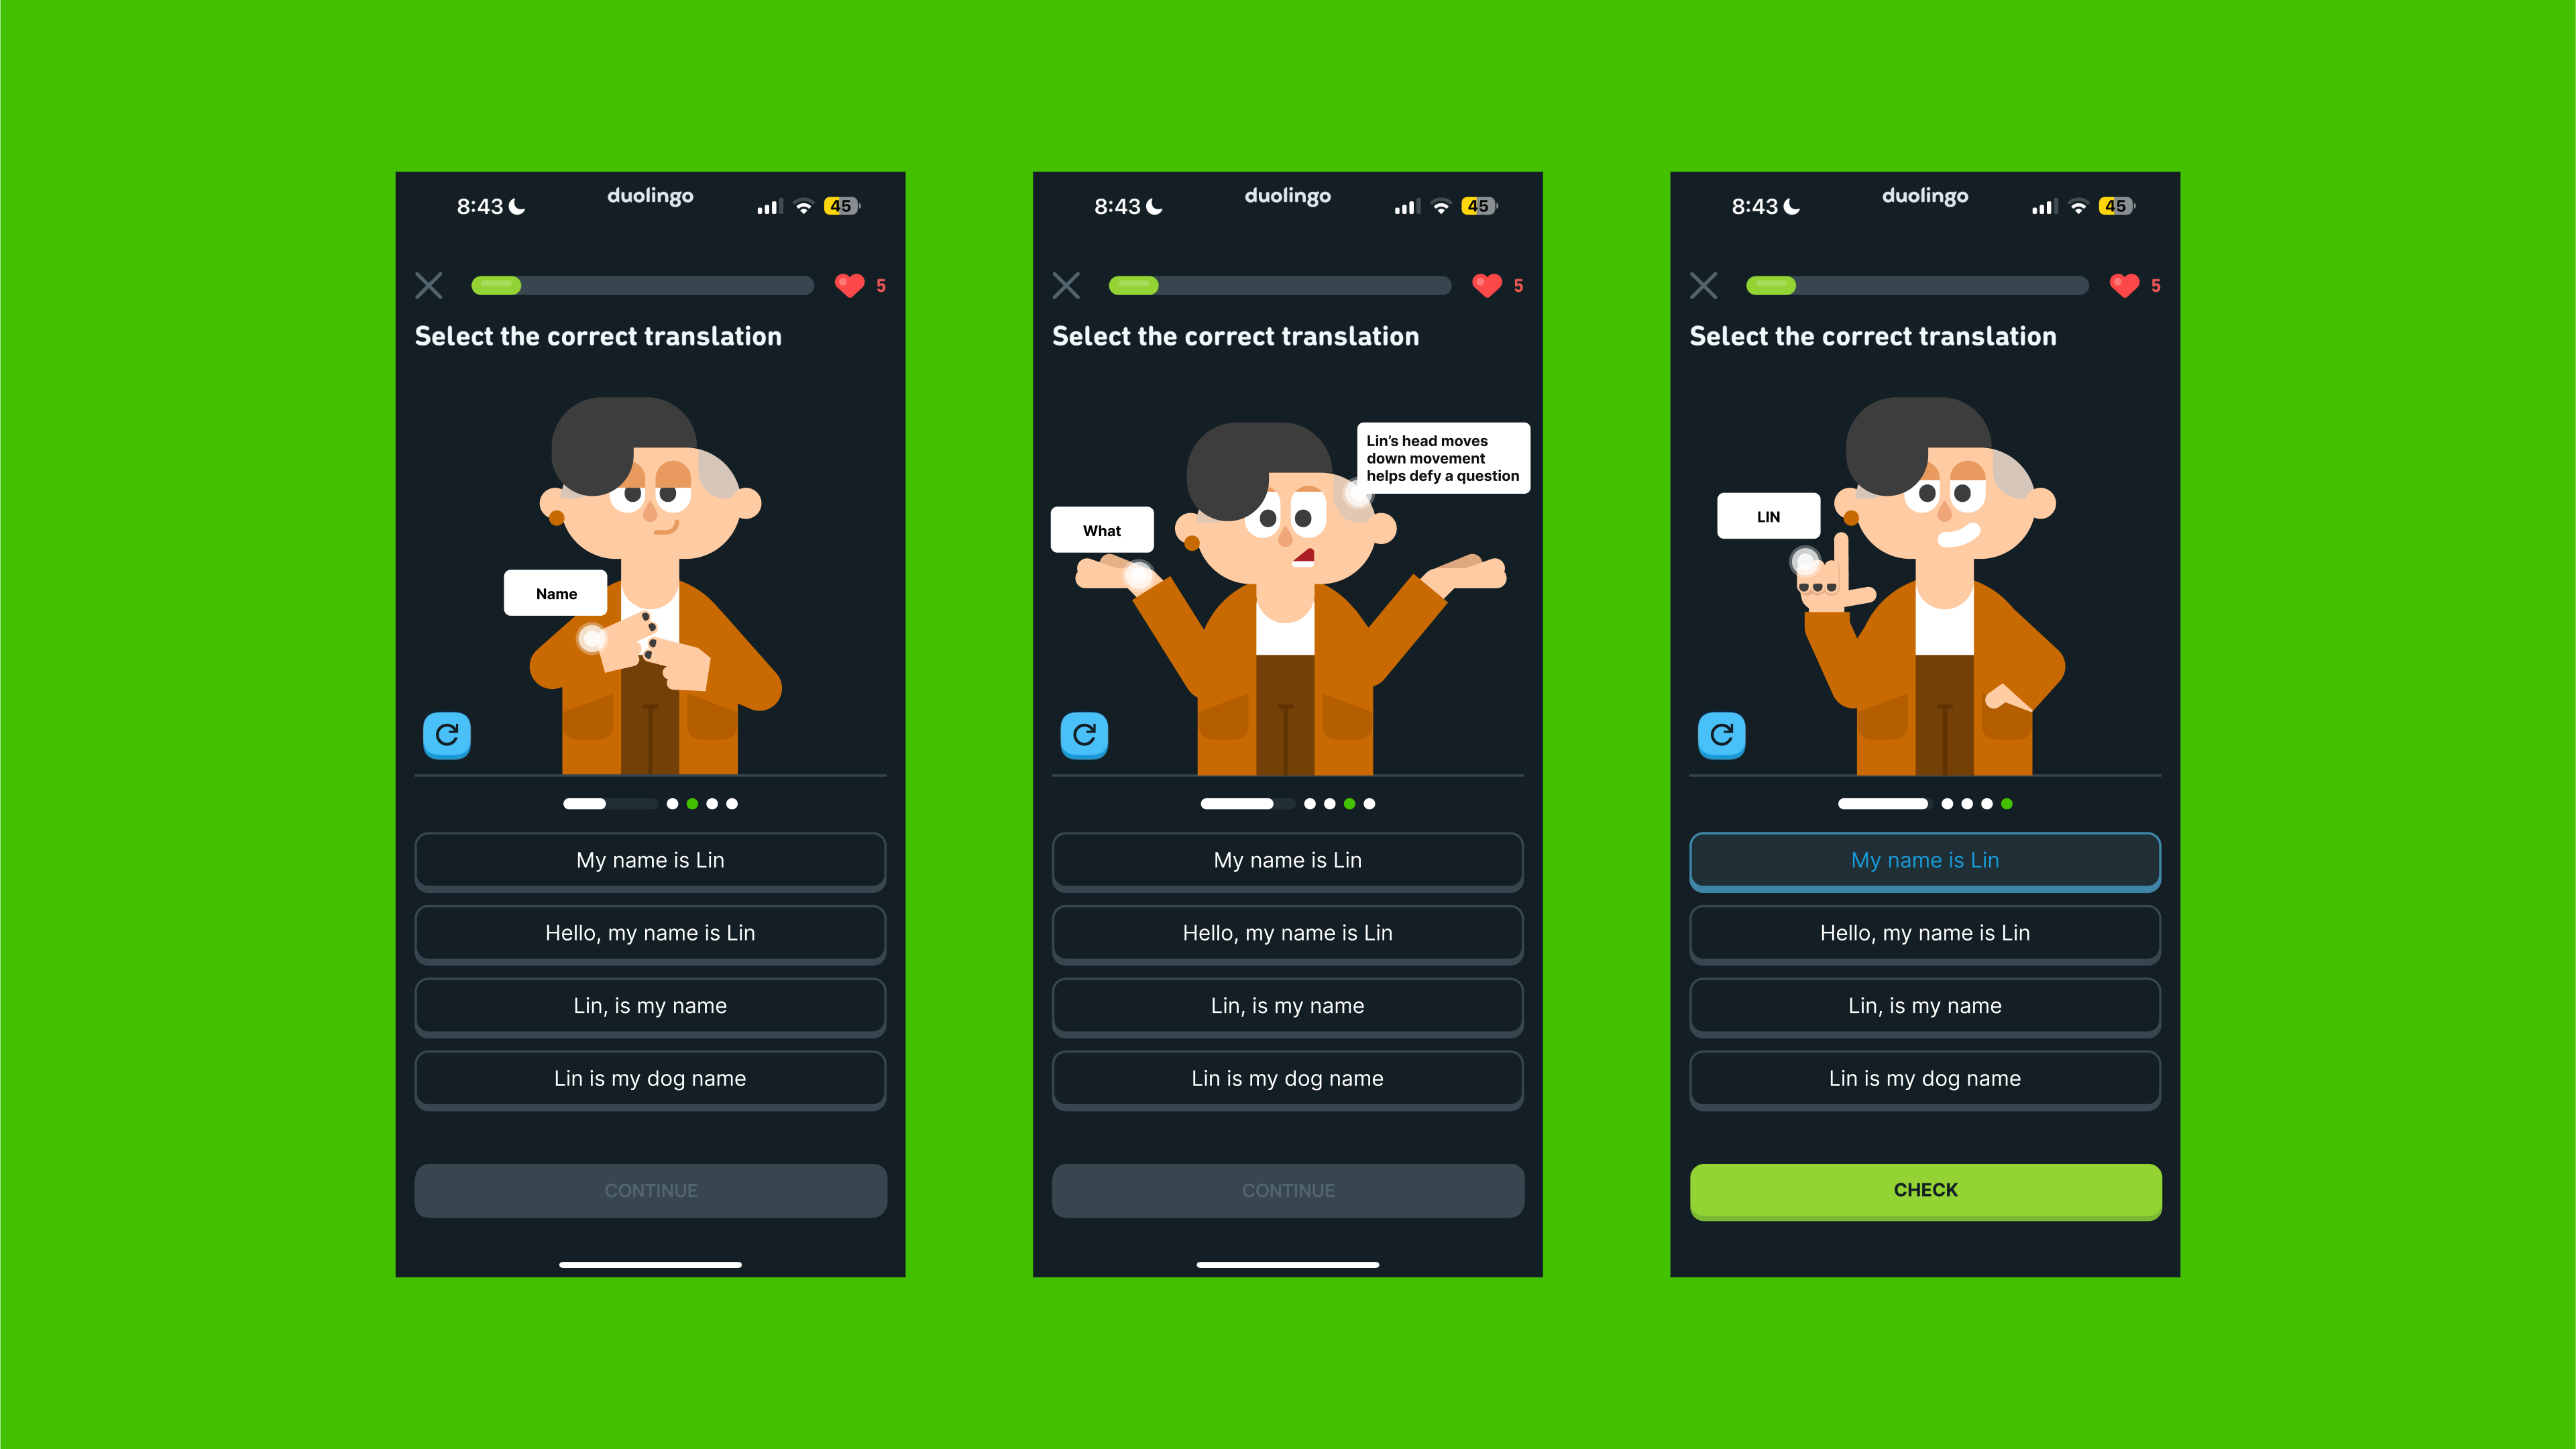 8:43
duolingo
45
5
Select the correct translation
Name
My name is Lin
Hello, my name is Lin
Lin, is my name
Lin is my dog name
CONTINUE
8:43
duolingo
45
5
Select the correct translation
Lin’s head moves
down movement
helps defy a question
What
My name is Lin
Hello, my name is Lin
Lin, is my name
Lin is my dog name
CONTINUE
8:43
duolingo
45
5
Select the correct translation
LIN
My name is Lin
Hello, my name is Lin
Lin, is my name
Lin is my dog name
CHECK